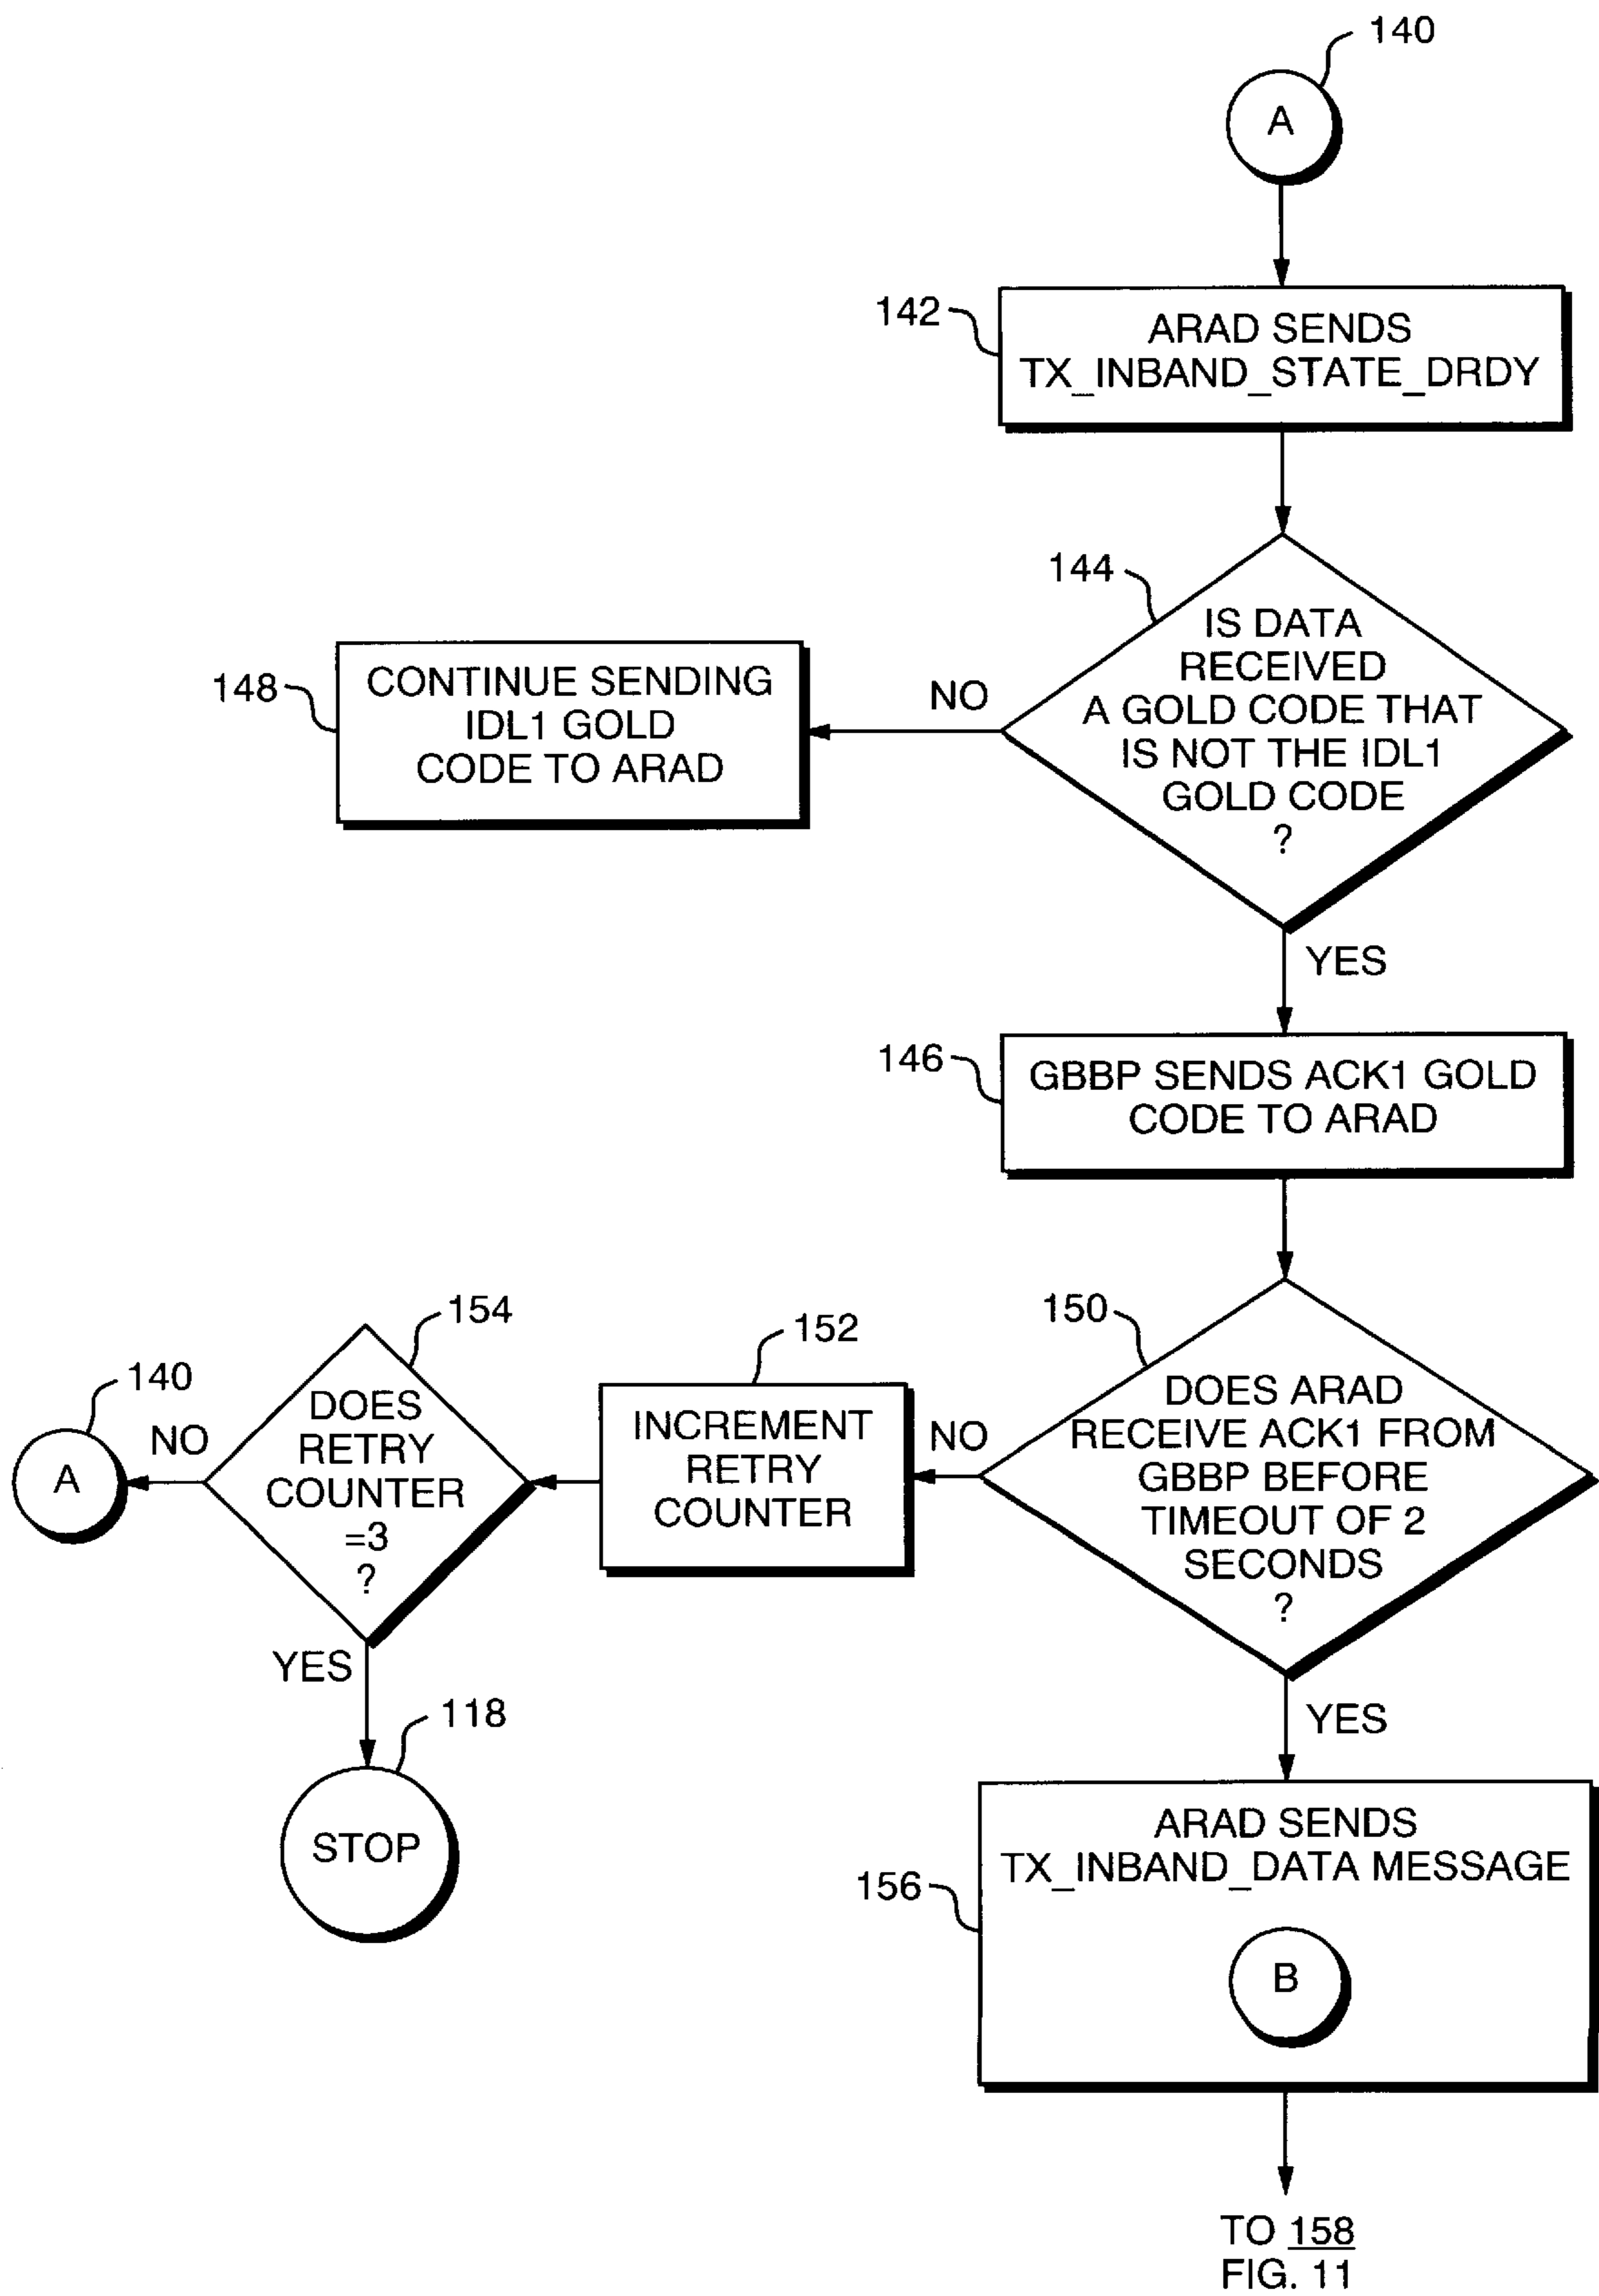 140
A
142
ARAD SENDS
TX_INBAND_STATE_DRDY
144
IS DATA
RECEIVED
A GOLD CODE THAT
IS NOT THE IDL1
GOLD CODE
?
NO
148
CONTINUE SENDING
IDL1 GOLD
CODE TO ARAD
YES
146
GBBP SENDS ACK1 GOLD
CODE TO ARAD
150
DOES ARAD
RECEIVE ACK1 FROM
GBBP BEFORE
TIMEOUT OF 2
SECONDS
?
NO
152
INCREMENT
RETRY
COUNTER
154
DOES
RETRY
COUNTER
=3
?
NO
140
A
YES
118
STOP
YES
156
ARAD SENDS
TX_INBAND_DATA MESSAGE
B
TO 158
FIG. 11